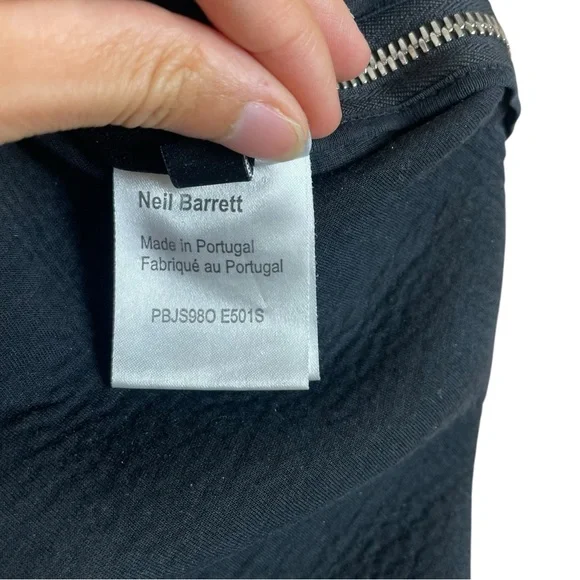 Neil Barrett
Made in Portugal
Fabriqué au Portugal
PBJS98O E501S